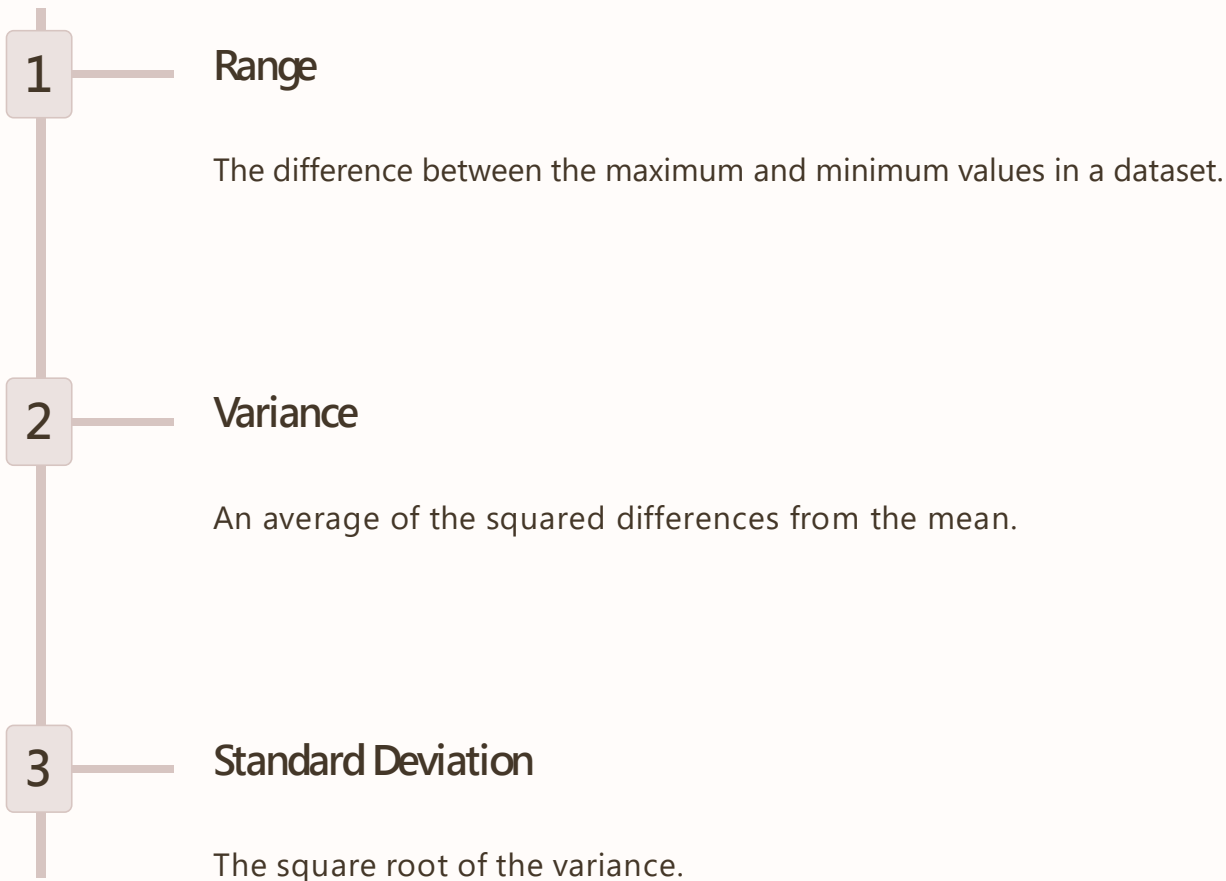 1
Range
The difference between the maximum and minimum values in a dataset.
2
Variance
An average of the squared differences from the mean.
3
Standard Deviation
The square root of the variance.